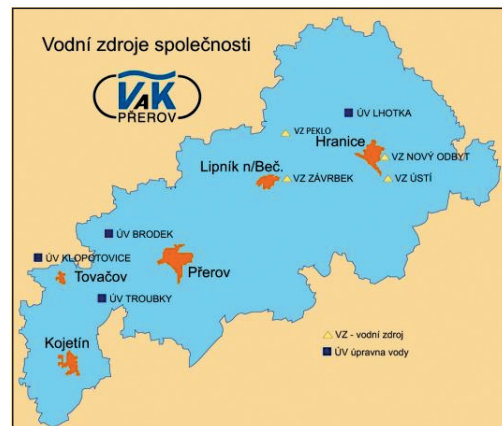 Vodní zdroje společnosti
VAK
PŘEROV
ÚV LHOTKA
VZ PEKLO
Hranice
VZ NOVÝ ODBYT
Lipník n/Beč.
VZ ZÁVRBEK
VZ ÚSTÍ
ÚV BRODEK
ÚV KLOPOTOVICE
Tovačov
Přerov
ÚV TROUBKY
Kojetín
VZ - vodní zdroj
ÚV úpravna vody